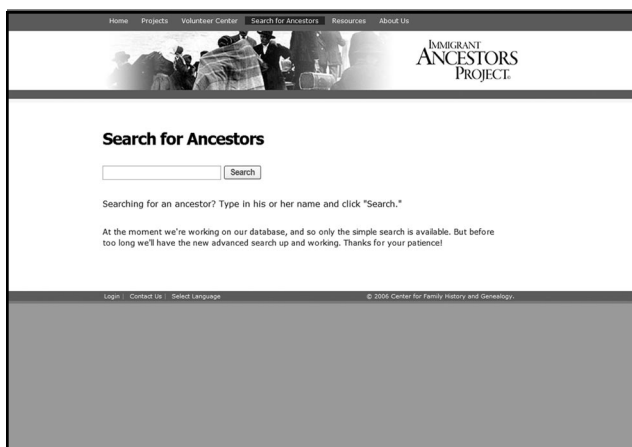 Home Projects Volunteer Center Search for Ancestors Resources About Us
IMMIGRANT
ANCESTORS
PROJECT
Search for Ancestors
Search
Searching for an ancestor? Type in his or her name and click "Search."
At the moment we're working on our database, and so only the simple search is available. But before
too long we'll have the new advanced search up and working. Thanks for your patience!
Login | Contact Us | Select Language © 2006 Center for Family History and Genealogy.